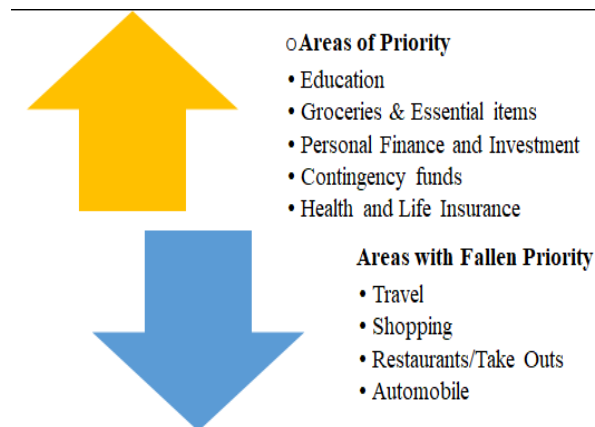 ○Areas of Priority
• Education
• Groceries & Essential items
• Personal Finance and Investment
• Contingency funds
• Health and Life Insurance
Areas with Fallen Priority
• Travel
• Shopping
• Restaurants/Take Outs
• Automobile